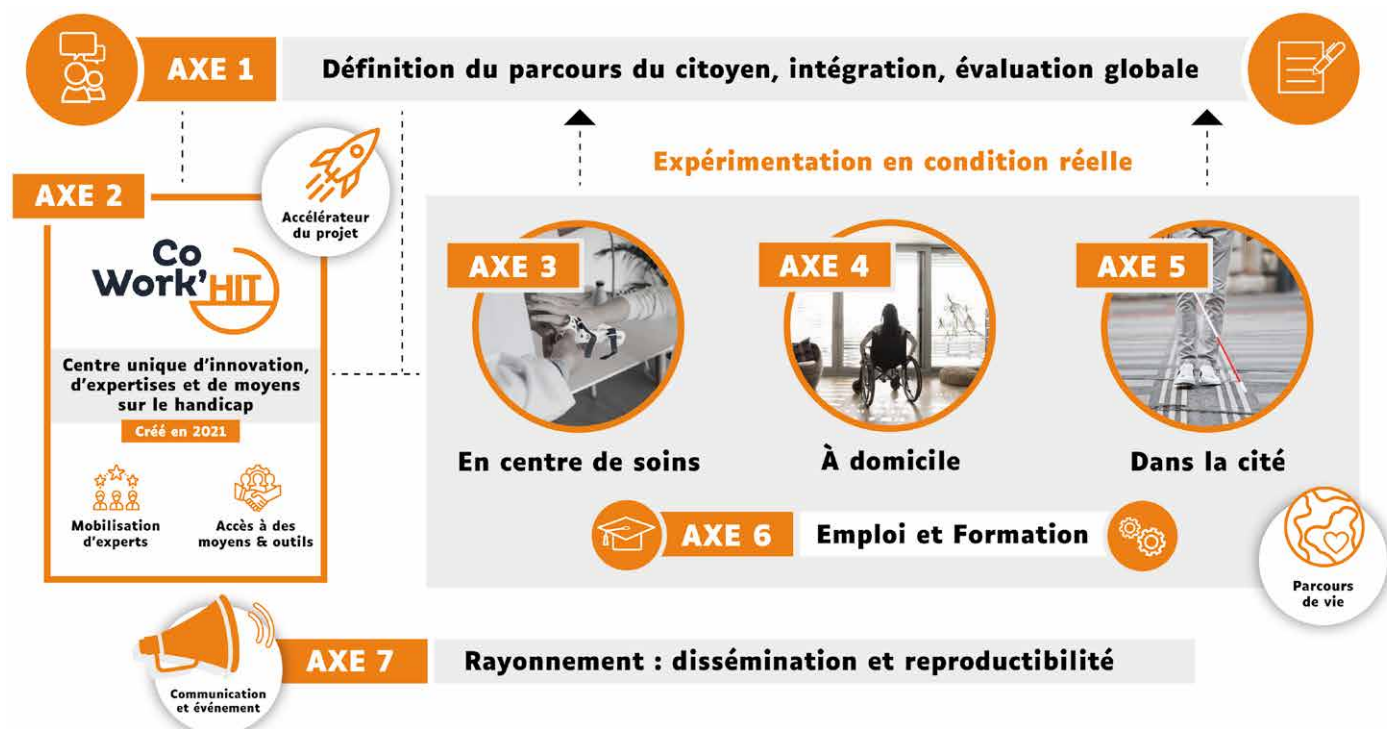 AXE 1
Définition du parcours du citoyen, intégration, évaluation globale
Accélérateur
du projet
Expérimentation en condition réelle
AXE 2
Co
Work'HIT
Centre unique d'innovation,
d'expertises et de moyens
sur le handicap
Créé en 2021
Mobilisation
d'experts
Accès à des
moyens & outils
AXE 3
En centre de soins
AXE 4
À domicile
AXE 5
Dans la cité
AXE 6
Emploi et Formation
Parcours
de vie
Communication
et événement
AXE 7
Rayonnement : dissémination et reproductibilité